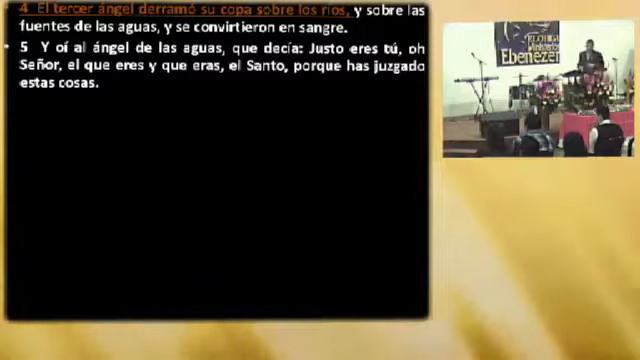 4 El tercer ángel derramó su copa sobre los ríos, y sobre las
fuentes de las aguas, y se convirtieron en sangre.
• 5 Y oí al ángel de las aguas, que decía: Justo eres tú, oh
Señor, el que eres y que eras, el Santo, porque has juzgado
estas cosas.
Ebenezer